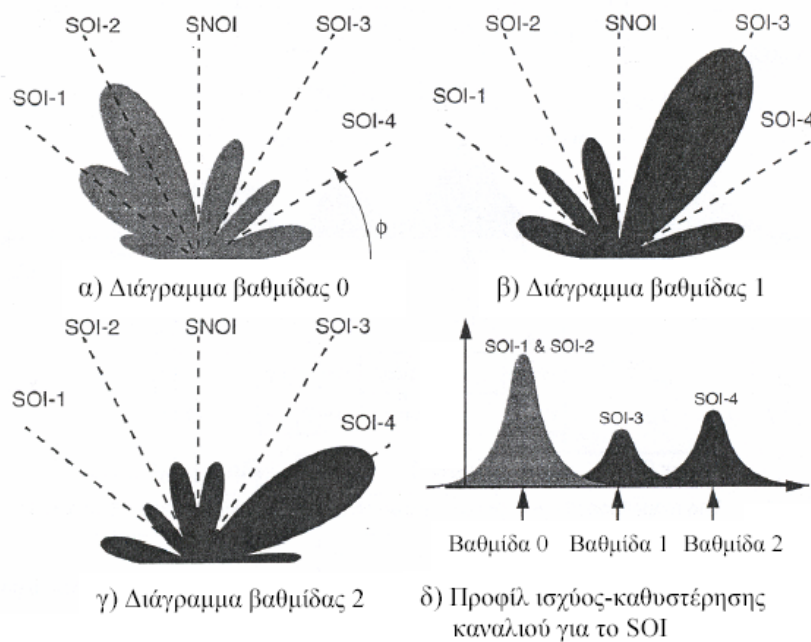 SOI-2
SNOI
SOI-3
SOI-1
SOI-4
φ
α) Διάγραμμα βαθμίδας 0
SOI-2
SNOI
SOI-3
SOI-1
SOI-4
β) Διάγραμμα βαθμίδας 1
SOI-2
SNOI
SOI-3
SOI-1
SOI-4
γ) Διάγραμμα βαθμίδας 2
SOI-1 & SOI-2
SOI-3
SOI-4
Βαθμίδα 0 Βαθμίδα 1 Βαθμίδα 2
δ) Προφίλ ισχύος-καθυστέρησης
καναλιού για το SOI